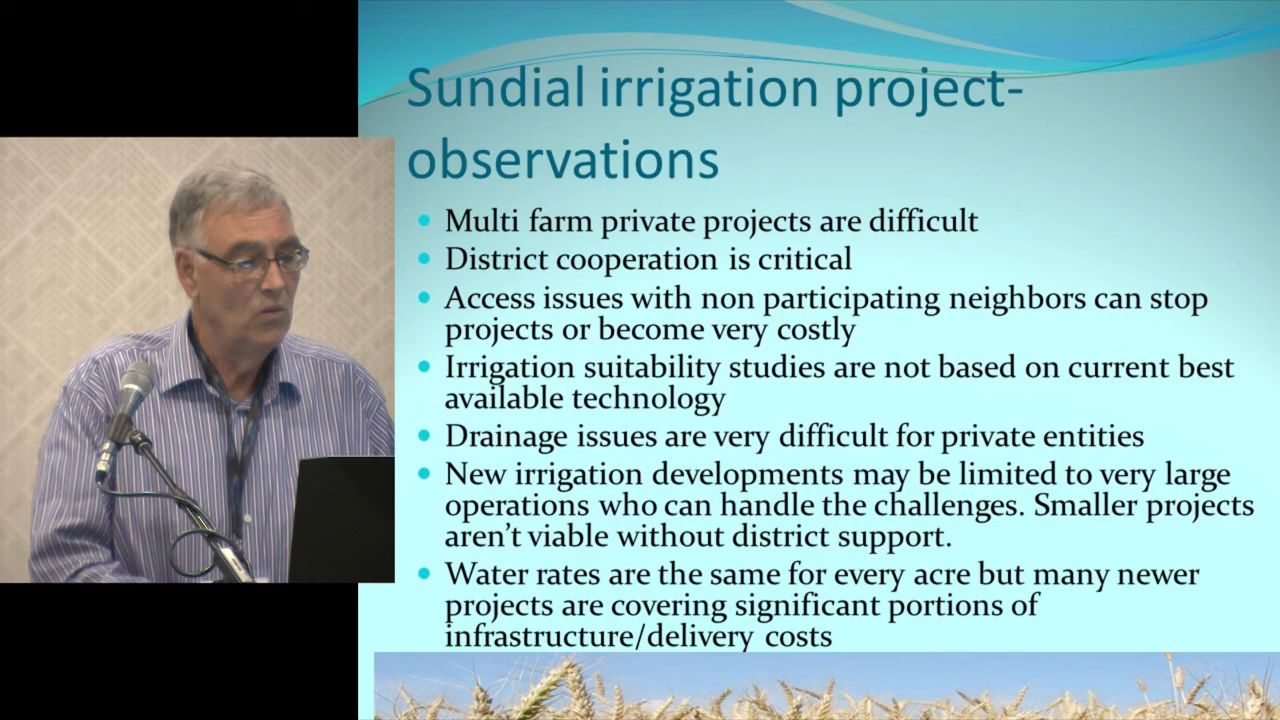 Sundial irrigation project-
observations
• Multi farm private projects are difficult
• District cooperation is critical
• Access issues with non participating neighbors can stop
projects or become very costly
• Irrigation suitability studies are not based on current best
available technology
• Drainage issues are very difficult for private entities
• New irrigation developments may be limited to very large
operations who can handle the challenges. Smaller projects
aren’t viable without district support.
• Water rates are the same for every acre but many newer
projects are covering significant portions of
infrastructure/delivery costs